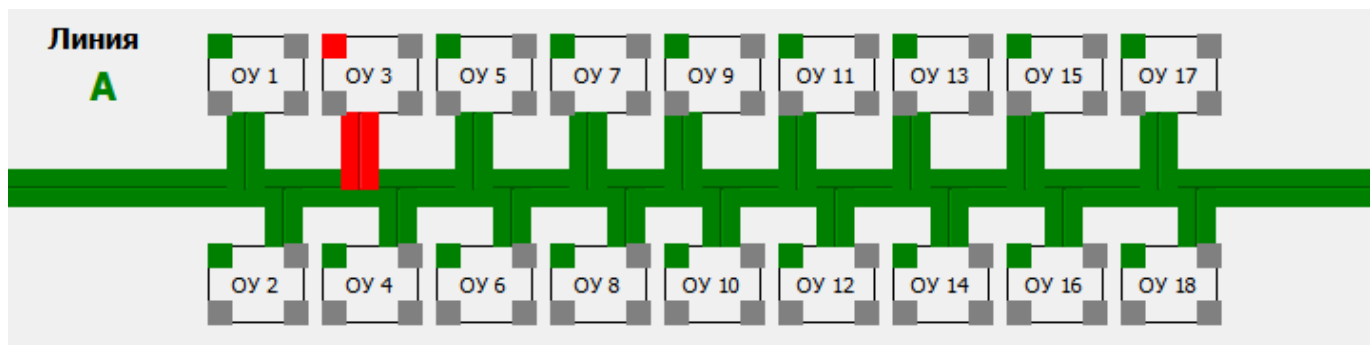 Линия
А
ОУ 1
ОУ 3
ОУ 5
ОУ 7
ОУ 9
ОУ 11
ОУ 13
ОУ 15
ОУ 17
ОУ 2
ОУ 4
ОУ 6
ОУ 8
ОУ 10
ОУ 12
ОУ 14
ОУ 16
ОУ 18